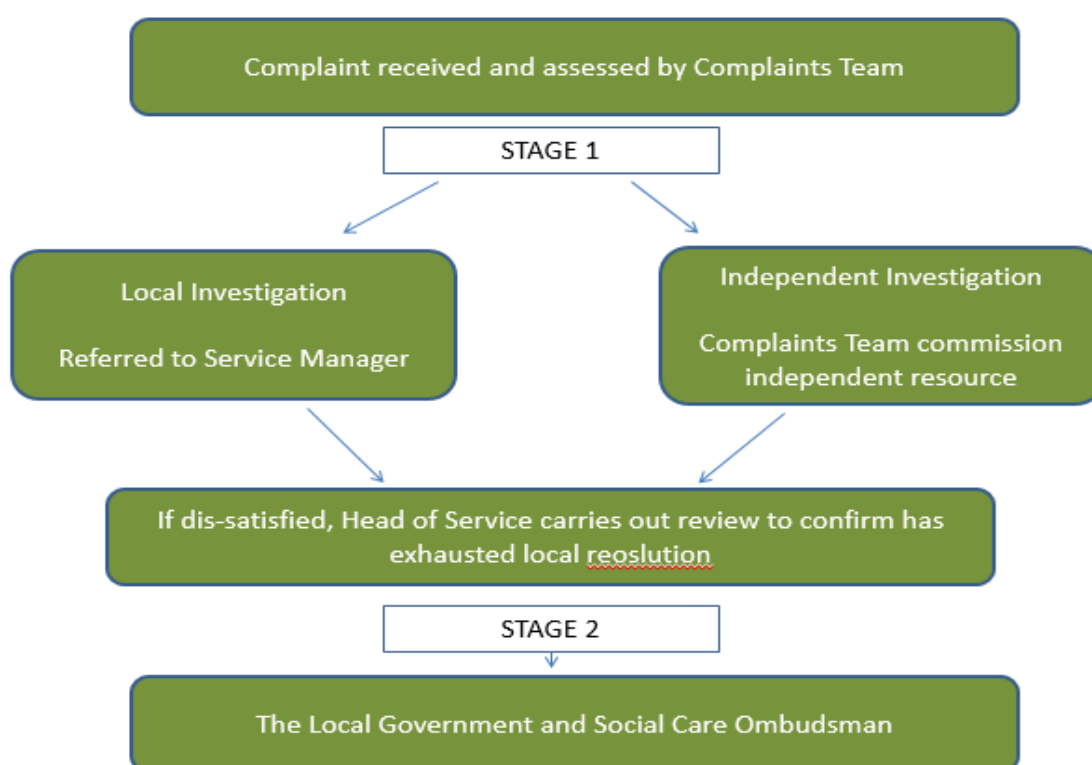 Complaint received and assessed by Complaints Team
STAGE 1
Local Investigation
Referred to Service Manager
Independent Investigation
Complaints Team commission
independent resource
If dis-satisfied, Head of Service carries out review to confirm has
exhausted local reoslution
STAGE 2
The Local Government and Social Care Ombudsman